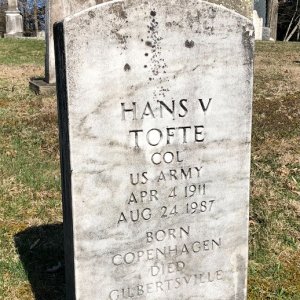 HANS V
TOFTE
COL
US ARMY
APR 4 1911
AUG 24 1987
BORN
COPENHAGEN
DIED
GILBERTSVILLE